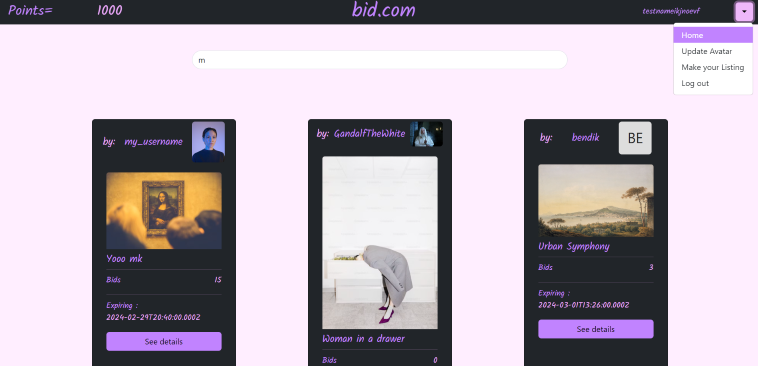 Points= 1000 bid.com testnameikjnoevf
Home
Update Avatar
Make your Listing
Log out
m
by: my_username
Yooo mk
Bids 15
Expiring :
2024-02-29T20:40:00.000Z
See details
by: GandalfTheWhite
Woman in a drawer
Bids 0
by: bendik BE
Urban Symphony
Bids 3
Expiring :
2024-03-01T13:26:00.000Z
See details